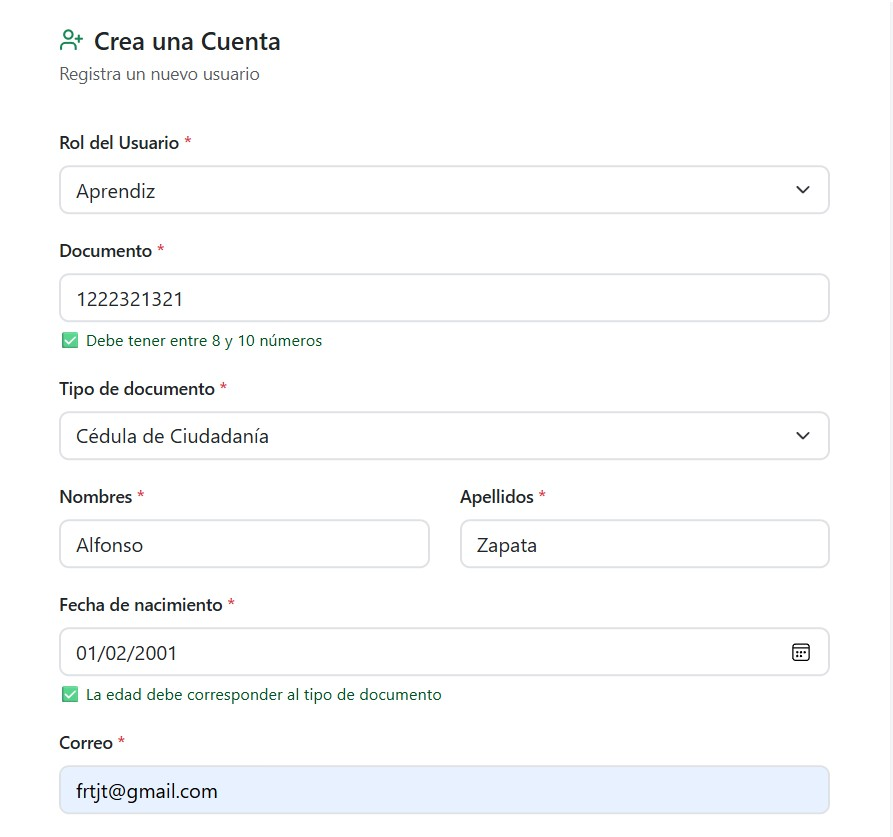 Crea una Cuenta
Registra un nuevo usuario
Rol del Usuario *
Aprendiz
Documento *
1222321321
✅ Debe tener entre 8 y 10 números
Tipo de documento *
Cédula de Ciudadanía
Nombres * Apellidos *
Alfonso Zapata
Fecha de nacimiento *
01/02/2001
✅ La edad debe corresponder al tipo de documento
Correo *
frtjt@gmail.com